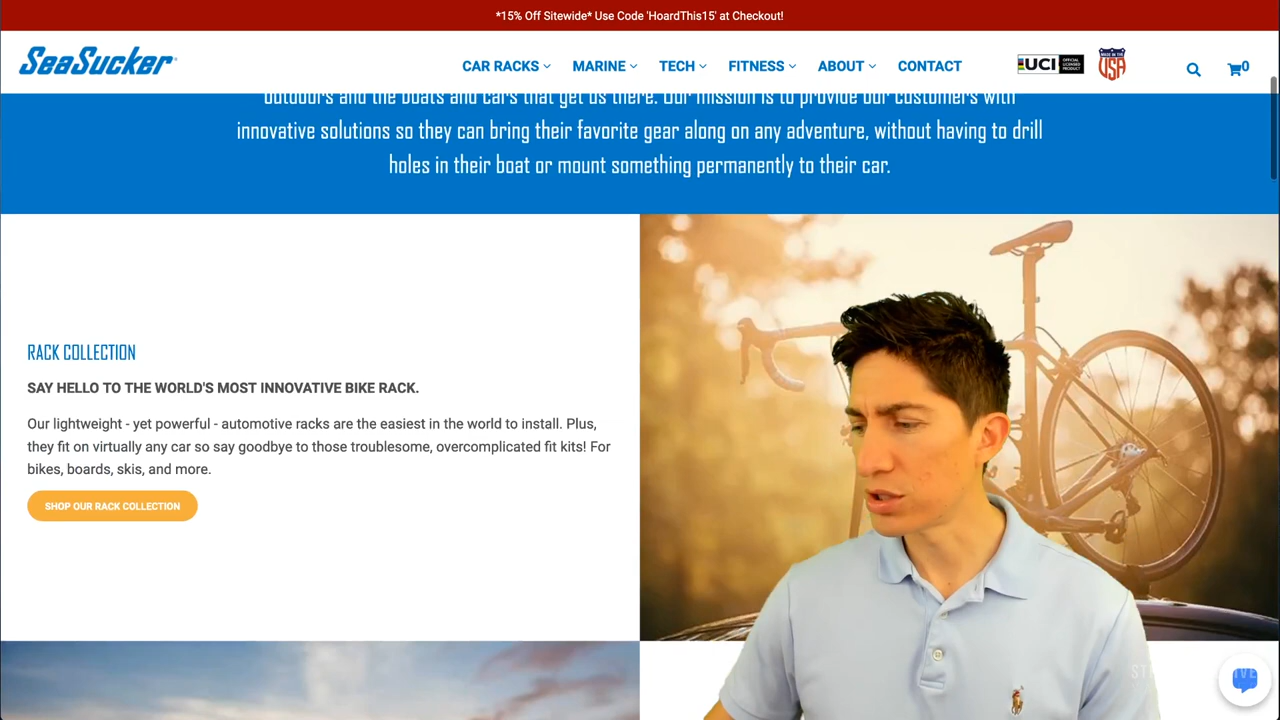 *15% Off Sitewide* Use Code 'HoardThis15' at Checkout!
SeaSucker
CAR RACKS
MARINE
TECH
FITNESS
ABOUT
CONTACT
UCI
OFFICIAL LICENSED PRODUCT
MADE IN THE
USA
0
outdoors and the boats and cars that get us there. Our mission is to provide our customers with
innovative solutions so they can bring their favorite gear along on any adventure, without having to drill
holes in their boat or mount something permanently to their car.
RACK COLLECTION
SAY HELLO TO THE WORLD'S MOST INNOVATIVE BIKE RACK.
Our lightweight - yet powerful - automotive racks are the easiest in the world to install. Plus,
they fit on virtually any car so say goodbye to those troublesome, overcomplicated fit kits! For
bikes, boards, skis, and more.
SHOP OUR RACK COLLECTION